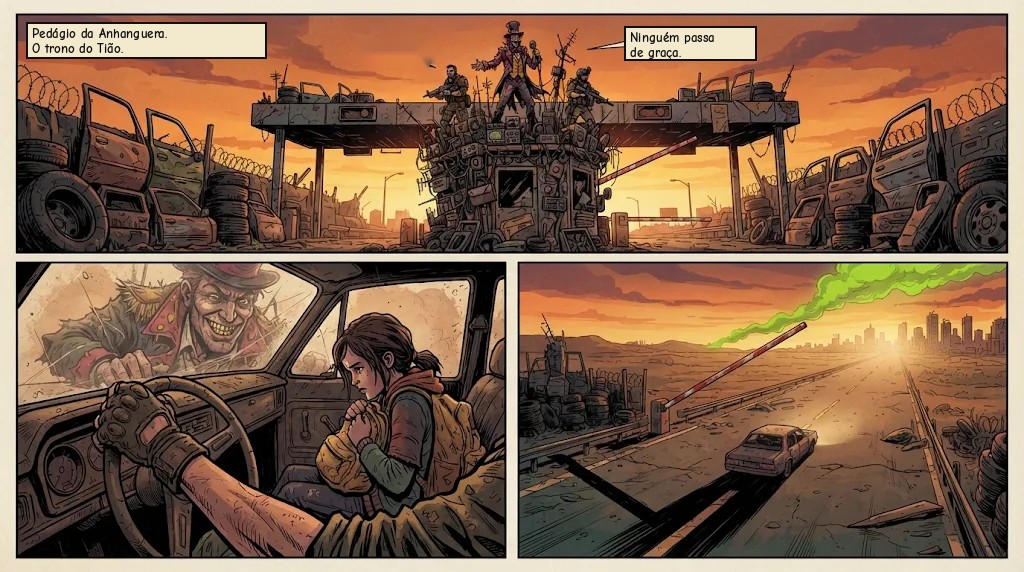 Pedágio da Anhanguera.
O trono do Tião.
Ninguém passa
de graça.